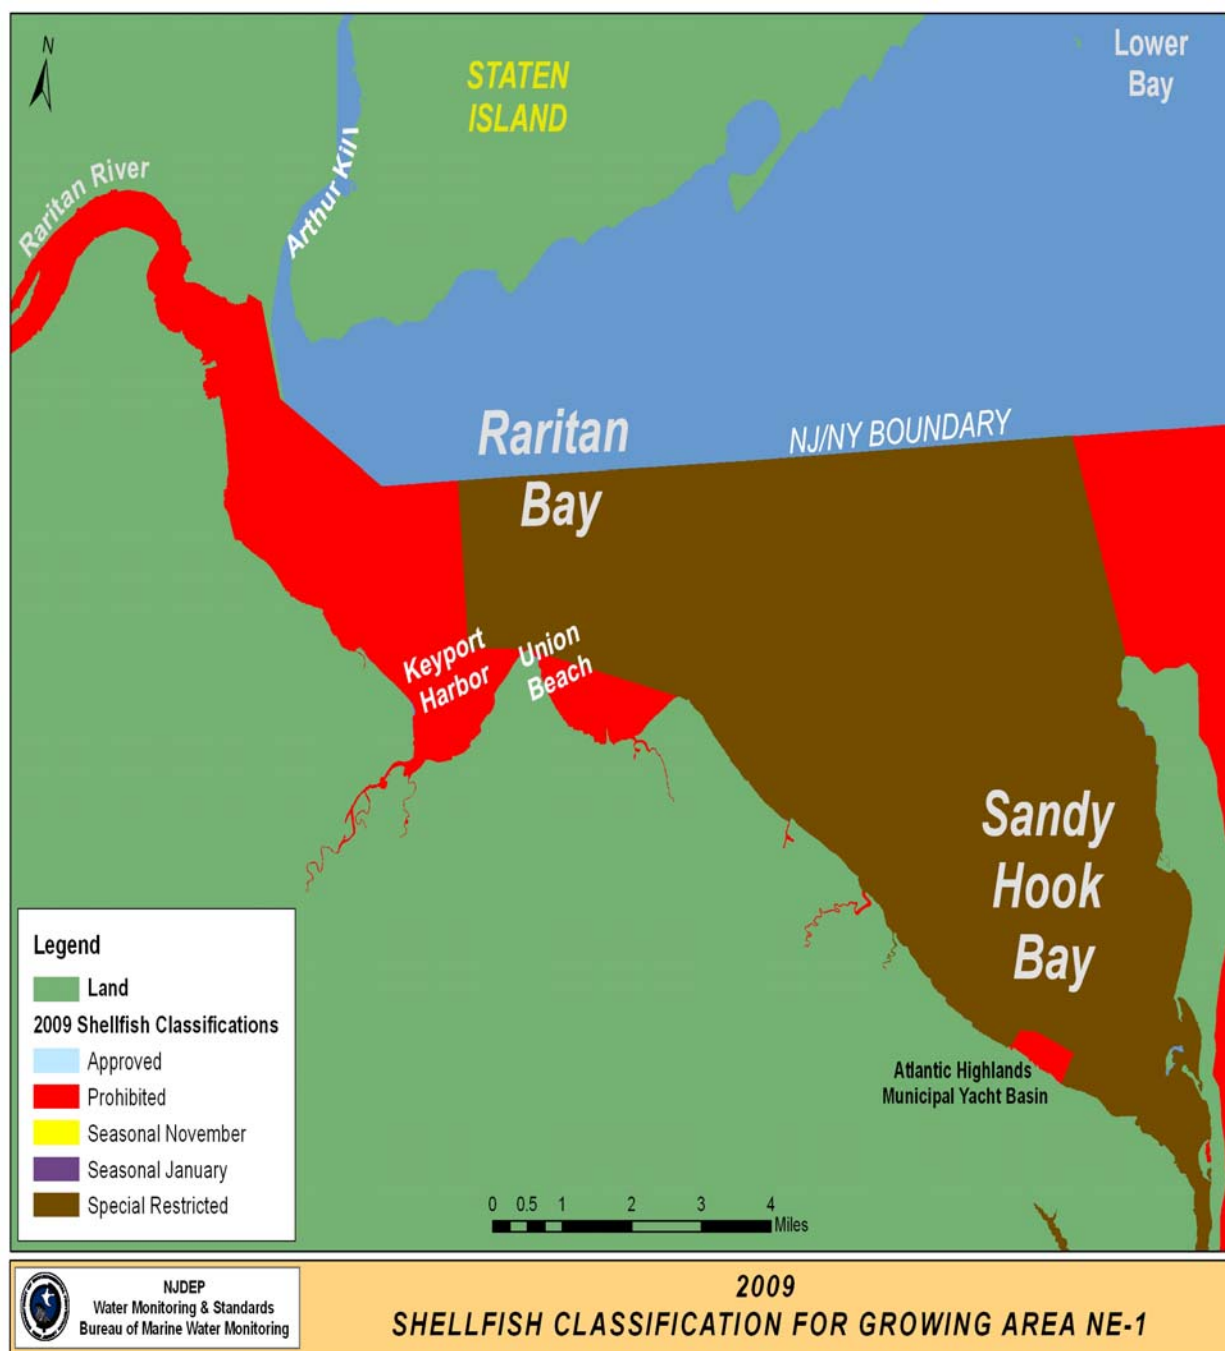 N
STATEN
ISLAND
Lower
Bay
Raritan River
Arthur Kill
Raritan
Bay
NJ/NY BOUNDARY
Keyport
Harbor
Union
Beach
Sandy
Hook
Bay
Atlantic Highlands
Municipal Yacht Basin
Legend
Land
2009 Shellfish Classifications
Approved
Prohibited
Seasonal November
Seasonal January
Special Restricted
0 0.5 1 2 3 4
Miles
NJDEP
Water Monitoring & Standards
Bureau of Marine Water Monitoring
2009
SHELLFISH CLASSIFICATION FOR GROWING AREA NE-1